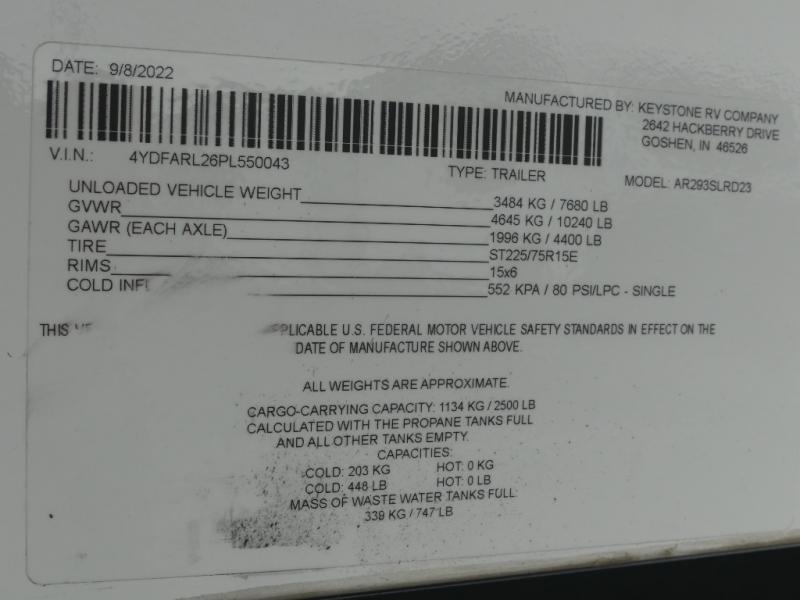 DATE: 9/8/2022
MANUFACTURED BY: KEYSTONE RV COMPANY
2642 HACKBERRY DRIVE
GOSHEN, IN 46526
V.I.N.: 4YDFARL26PL550043
TYPE: TRAILER
MODEL: AR293SLRD23
UNLOADED VEHICLE WEIGHT 3484 KG / 7680 LB
GVWR 4645 KG / 10240 LB
GAWR (EACH AXLE) 1996 KG / 4400 LB
TIRE ST225/75R15E
RIMS 15x6
COLD INFL 552 KPA / 80 PSI/LPC - SINGLE
THIS PLICABLE U.S. FEDERAL MOTOR VEHICLE SAFETY STANDARDS IN EFFECT ON THE
DATE OF MANUFACTURE SHOWN ABOVE.
ALL WEIGHTS ARE APPROXIMATE.
CARGO-CARRYING CAPACITY: 1134 KG / 2500 LB
CALCULATED WITH THE PROPANE TANKS FULL
AND ALL OTHER TANKS EMPTY.
CAPACITIES:
COLD: 203 KG HOT: 0 KG
COLD: 448 LB HOT: 0 LB
MASS OF WASTE WATER TANKS FULL:
339 KG / 747 LB